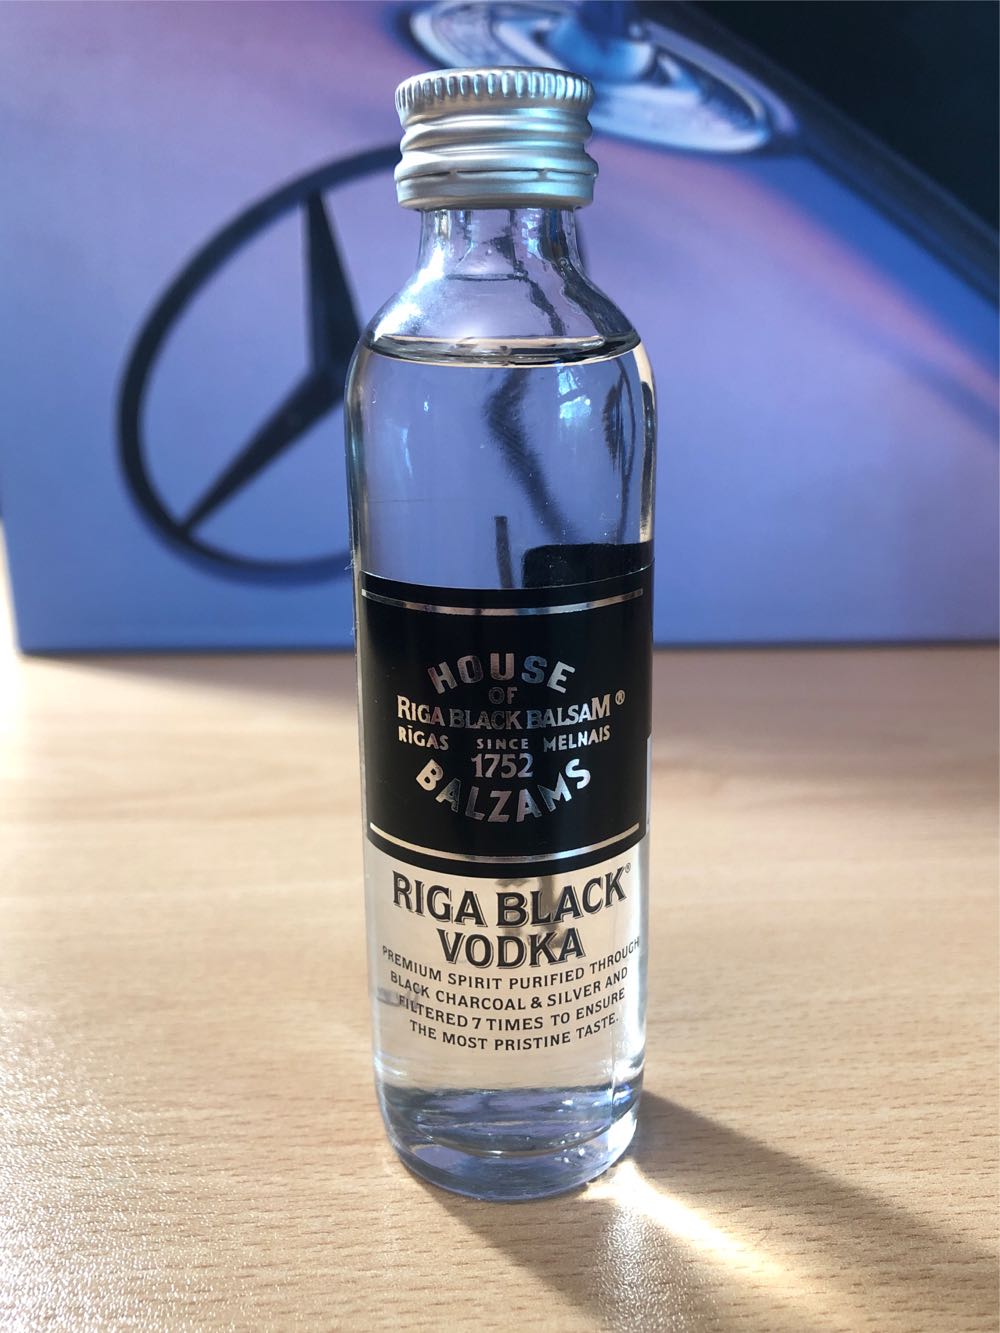 HOUSE
OF
RIGA BLACK BALSAM ®
RĪGAS SINCE MELNAIS
1752
BALZAMS
RIGA BLACK®
VODKA
PREMIUM SPIRIT PURIFIED THROUGH
BLACK CHARCOAL & SILVER AND
FILTERED 7 TIMES TO ENSURE
THE MOST PRISTINE TASTE.